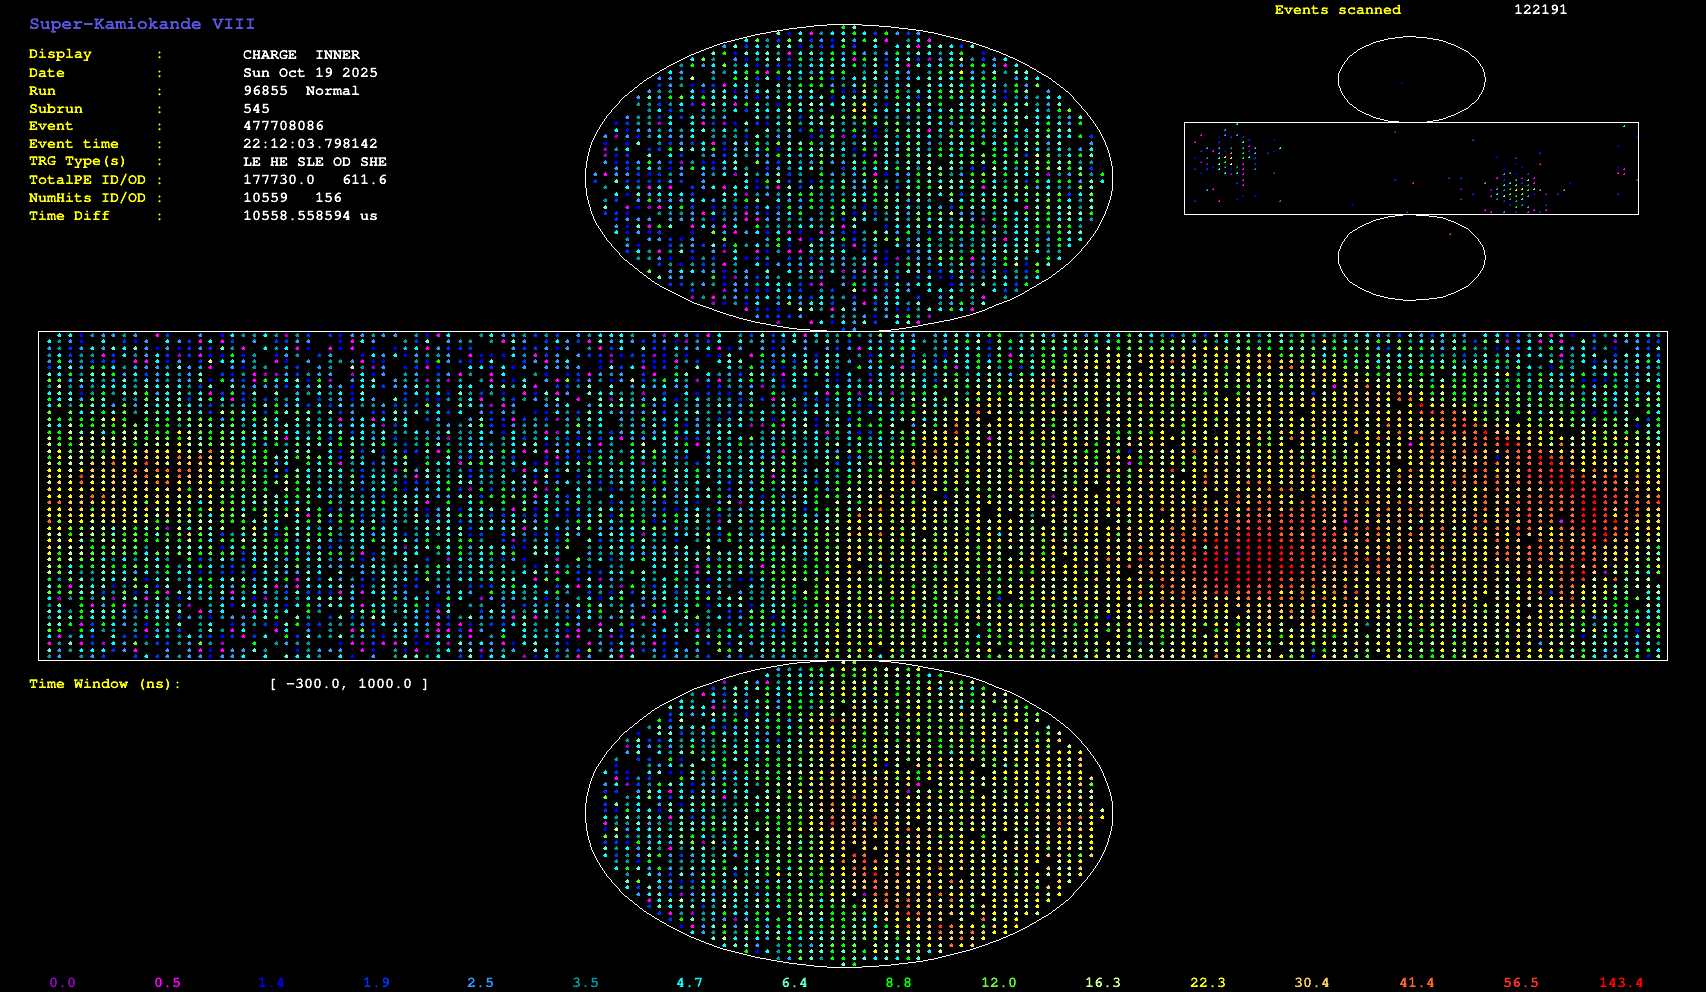 Super-Kamiokande VIII
Events scanned 122191
Display : CHARGE INNER
Date : Sun Oct 19 2025
Run : 96855 Normal
Subrun : 545
Event : 477708086
Event time : 22:12:03.798142
TRG Type(s) : LE HE SLE OD SHE
TotalPE ID/OD : 177730.0 611.6
NumHits ID/OD : 10559 156
Time Diff : 10558.558594 us
Time Window (ns): [ -300.0, 1000.0 ]
0.0 0.5 1.4 1.9 2.5 3.5 4.7 6.4 8.8 12.0 16.3 22.3 30.4 41.4 56.5 143.4